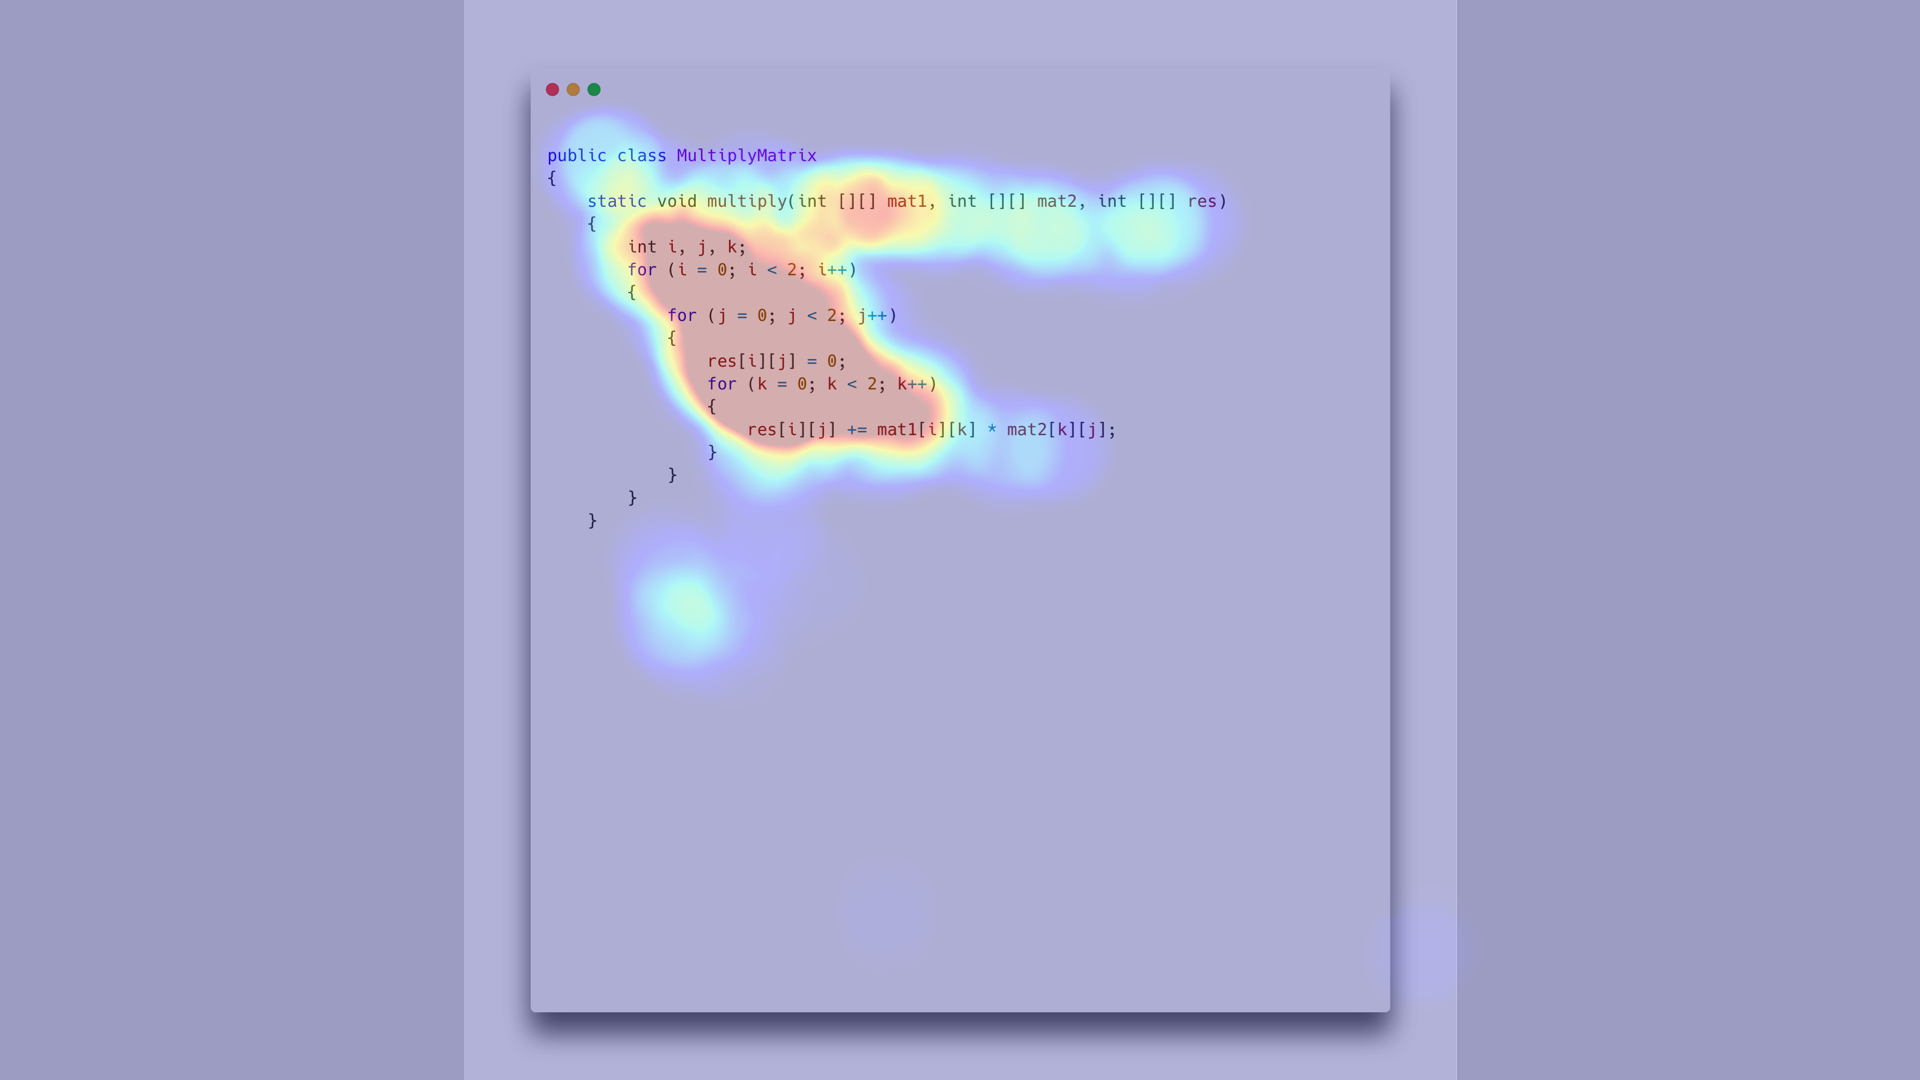 public class MultiplyMatrix
{
    static void multiply(int [][] mat1, int [][] mat2, int [][] res)
    {
        int i, j, k;
        for (i = 0; i < 2; i++)
        {
            for (j = 0; j < 2; j++)
            {
                res[i][j] = 0;
                for (k = 0; k < 2; k++)
                {
                    res[i][j] += mat1[i][k] * mat2[k][j];
                }
            }
        }
    }